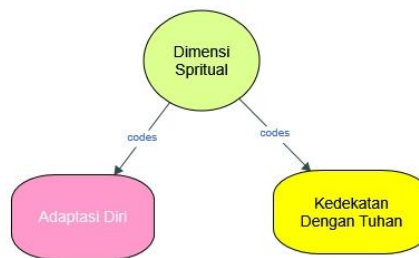 Dimensi
Spritual
codes
codes
Adaptasi Diri
Kedekatan
Dengan Tuhan